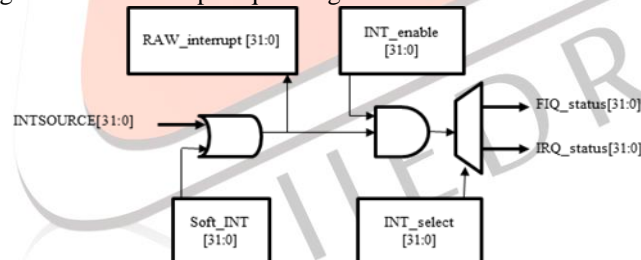 RAW_interrupt [31:0]
INT_enable
[31:0]
INTSOURCE[31:0]
FIQ_status[31:0]
IRQ_status[31:0]
Soft_INT
[31:0]
INT_select
[31:0]
IJEDR